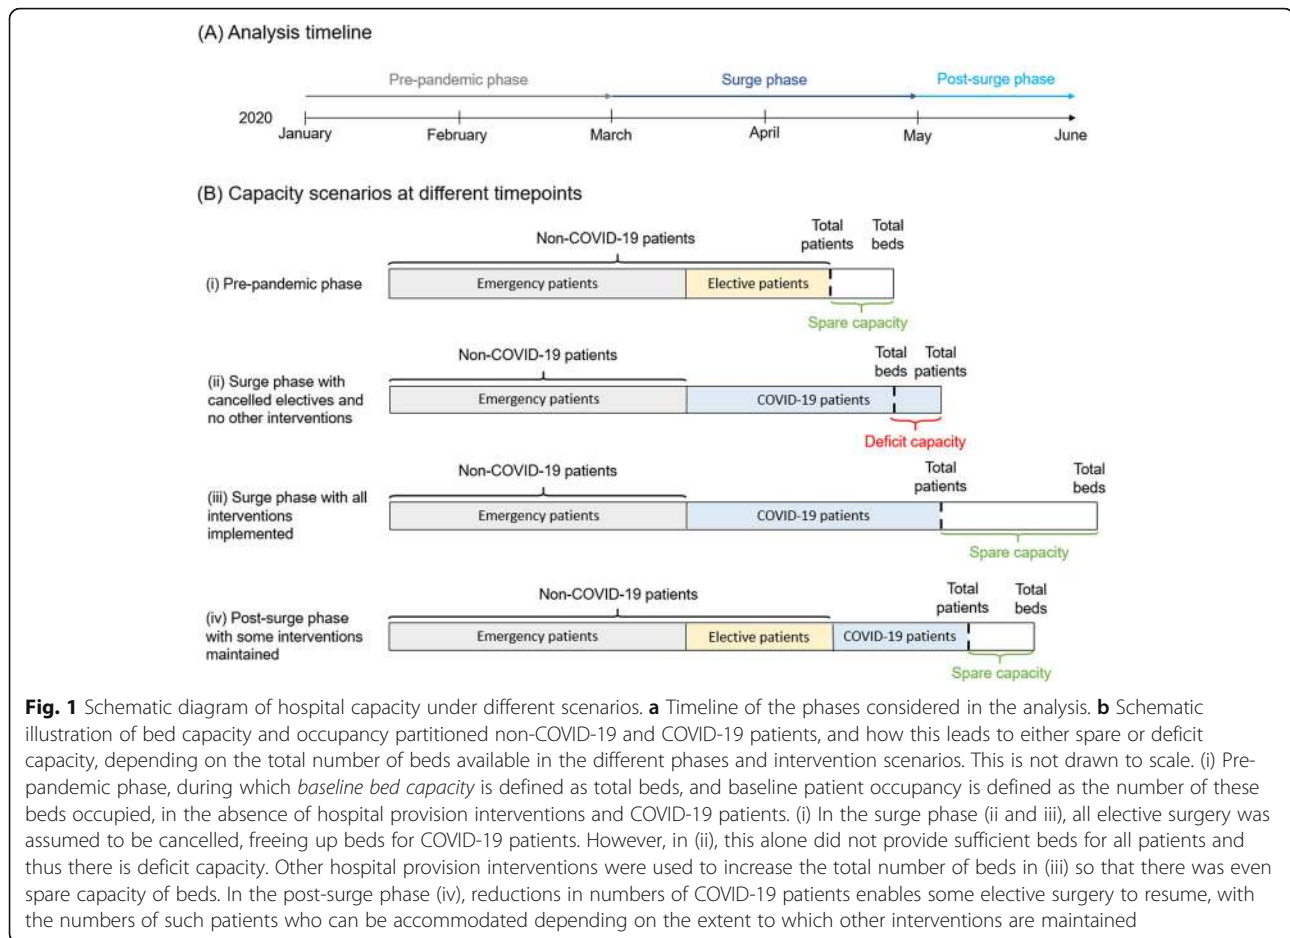 (A) Analysis timeline
Pre-pandemic phase
Surge phase
Post-surge phase
2020
January
February
March
April
May
June
(B) Capacity scenarios at different timepoints
Non-COVID-19 patients
Total
patients
Total
beds
(i) Pre-pandemic phase
Emergency patients
Elective patients
Spare capacity
Non-COVID-19 patients
Total
beds
Total
patients
(ii) Surge phase with
cancelled electives and
no other interventions
Emergency patients
COVID-19 patients
Deficit capacity
Non-COVID-19 patients
Total
patients
Total
beds
(iii) Surge phase with all
interventions
implemented
Emergency patients
COVID-19 patients
Spare capacity
Non-COVID-19 patients
Total
patients
Total
beds
(iv) Post-surge phase
with some interventions
maintained
Emergency patients
Elective patients
COVID-19 patients
Spare capacity
Fig. 1 Schematic diagram of hospital capacity under different scenarios. a Timeline of the phases considered in the analysis. b Schematic
illustration of bed capacity and occupancy partitioned non-COVID-19 and COVID-19 patients, and how this leads to either spare or deficit
capacity, depending on the total number of beds available in the different phases and intervention scenarios. This is not drawn to scale. (i) Pre-
pandemic phase, during which baseline bed capacity is defined as total beds, and baseline patient occupancy is defined as the number of these
beds occupied, in the absence of hospital provision interventions and COVID-19 patients. (i) In the surge phase (ii and iii), all elective surgery was
assumed to be cancelled, freeing up beds for COVID-19 patients. However, in (ii), this alone did not provide sufficient beds for all patients and
thus there is deficit capacity. Other hospital provision interventions were used to increase the total number of beds in (iii) so that there was even
spare capacity of beds. In the post-surge phase (iv), reductions in numbers of COVID-19 patients enables some elective surgery to resume, with
the numbers of such patients who can be accommodated depending on the extent to which other interventions are maintained